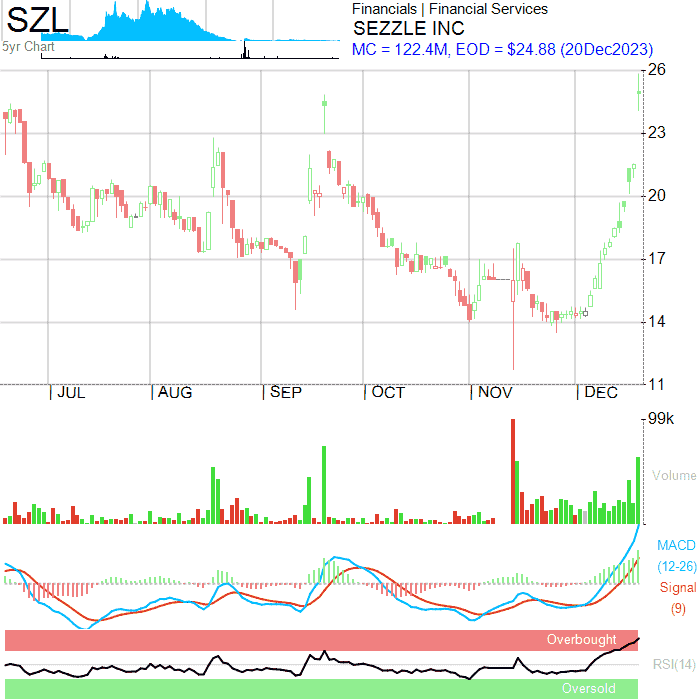 SZL
5yr Chart
Financials | Financial Services
SEZZLE INC
MC = 122.4M, EOD = $24.88 (20Dec2023)
26
23
20
17
14
11
| JUL | AUG | SEP | OCT | NOV | DEC
99k
Volume
MACD
(12-26)
Signal
(9)
Overbought
RSI(14)
Oversold